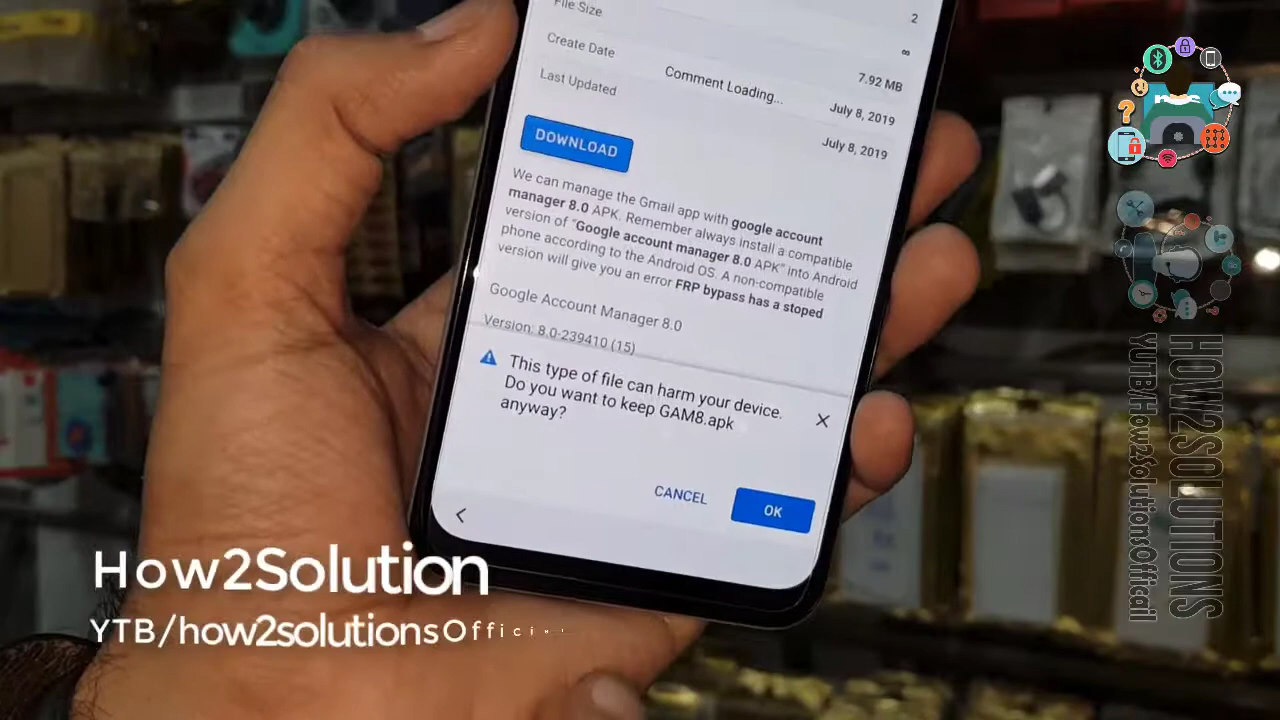 File Size
2
∞
Create Date
7.92 MB
Comment Loading...
Last Updated
July 8, 2019
July 8, 2019
DOWNLOAD
We can manage the Gmail app with google account
manager 8.0 APK. Remember always install a compatible
version of "Google account manager 8.0 APK" into Android
phone according to the Android OS. A non-compatible
version will give you an error FRP bypass has a stoped
Google Account Manager 8.0
Version: 8.0-239410 (15)
This type of file can harm your device.
Do you want to keep GAM8.apk
anyway?
CANCEL
OK
How2Solution
YTB/how2solutionsOffici
HOW2SOLUTIONS
YUTB/How2SolutionsOfficall